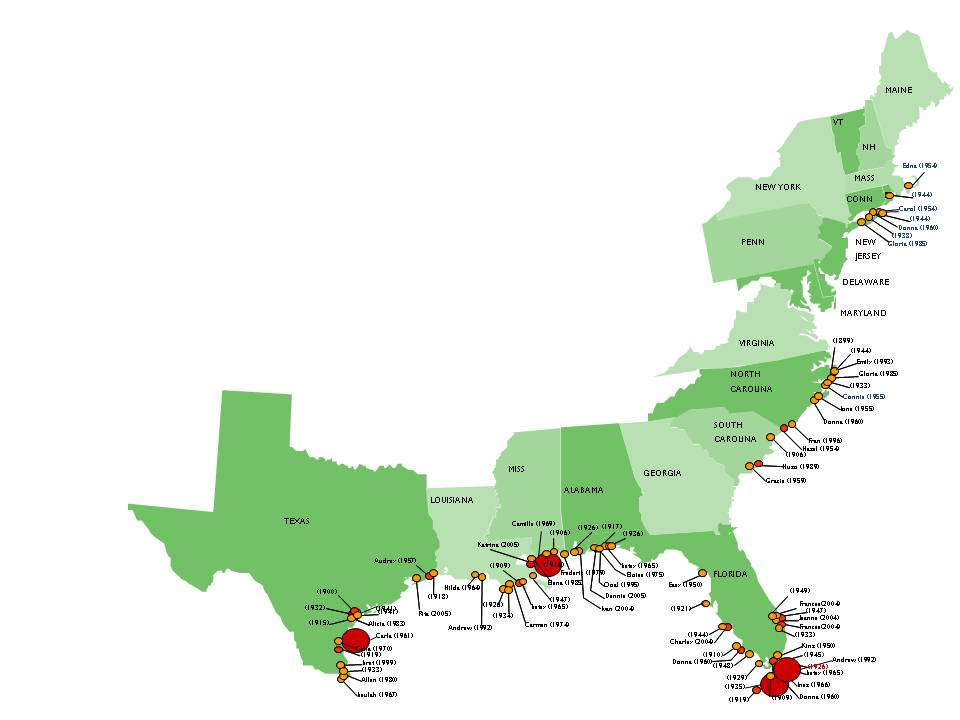 MAINE
VT
NH
Edna (1954)
MASS
NEW YORK
(1944)
CONN
Carol (1954)
(1944)
Donna (1960)
(1938)
Gloria (1985)
PENN
NEW
JERSEY
DELAWARE
MARYLAND
VIRGINIA
(1899)
(1944)
Emily (1993)
Gloria (1985)
(1933)
Connie (1955)
Ione (1955)
Donna (1960)
NORTH
CAROLINA
SOUTH
CAROLINA
Fran (1996)
Hazel (1954)
(1906)
Hugo (1989)
Gracie (1959)
MISS
GEORGIA
ALABAMA
LOUISIANA
TEXAS
Camille (1969)
(1906)
(1926)
(1917)
(1936)
Katrina (2005)
(1916)
Betsy (1965)
Eloise (1975)
Frederic (1979)
Opal (1995)
Dennis (2005)
Ivan (2004)
Elena (1985)
(1947)
Betsy (1965)
Carmen (1974)
(1909)
Audrey (1957)
Hilda (1964)
(1926)
(1934)
Andrew (1992)
(1918)
Rita (2005)
(1900)
(1932)
(1915)
(1941)
Alicia (1983)
Carla (1961)
(1970)
(1919)
Bret (1999)
(1933)
Allen (1980)
Beulah (1967)
FLORIDA
Easy (1950)
(1921)
(1944)
Charley (2004)
(1910)
Donna (1960)
(1948)
(1929)
(1935)
(1919)
(1949)
Frances(2004)
(1947)
Jeanne (2004)
Frances(2004)
(1933)
King (1950)
(1945)
Andrew (1992)
(1926)
Betsy (1965)
Inez (1966)
Donna (1960)
(1909)